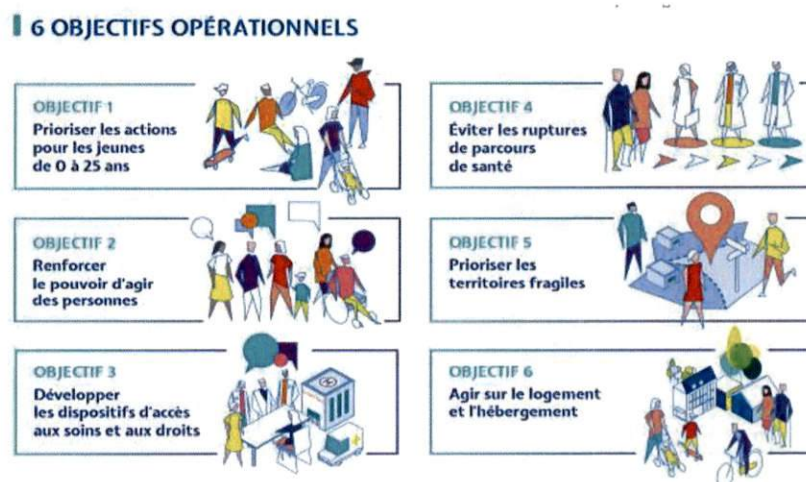 6 OBJECTIFS OPÉRATIONNELS
OBJECTIF 1
Prioriser les actions
pour les jeunes
de 0 à 25 ans
OBJECTIF 2
Renforcer
le pouvoir d'agir
des personnes
OBJECTIF 3
Développer
les dispositifs d'accès
aux soins et aux droits
OBJECTIF 4
Éviter les ruptures
de parcours
de santé
OBJECTIF 5
Prioriser les
territoires fragiles
OBJECTIF 6
Agir sur le logement
et l'hébergement